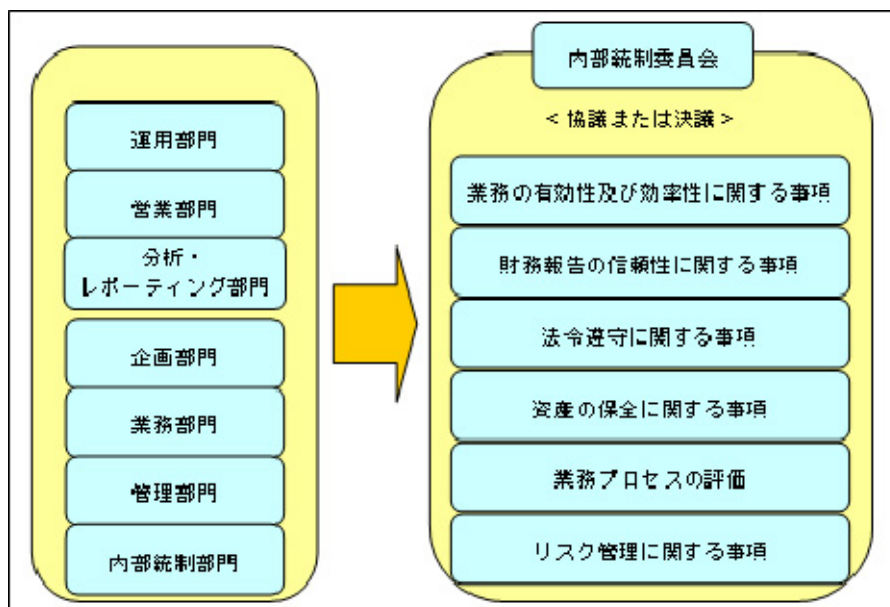 運用部門
営業部門
分析・
レポーティング部門
企画部門
業務部門
管理部門
内部統制部門
内部統制委員会
<協議または決議>
業務の有効性及び効率性に関する事項
財務報告の信頼性に関する事項
法令遵守に関する事項
資産の保全に関する事項
業務プロセスの評価
リスク管理に関する事項